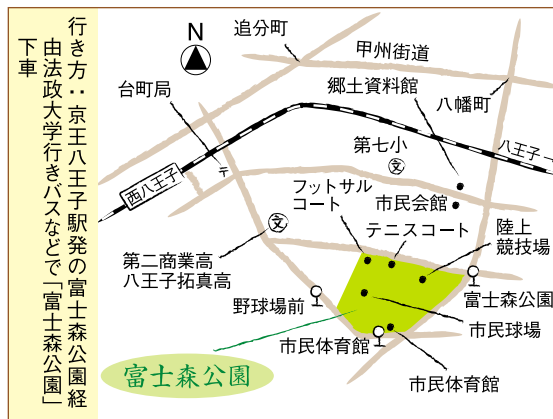 行き方：京王八王子駅発の富士森公園経
由法政大学行きバスなどで「富士森公園」
下車
追分町
N
甲州街道
台町局
郷土資料館
八幡町
第七小
八王子→
西八王子
〒
文
フットサル
コート
市民会館
文
テニスコート
陸上
競技場
第二商業高
八王子拓真高
野球場前
富士森公園
市民球場
市民体育館
富士森公園
市民体育館